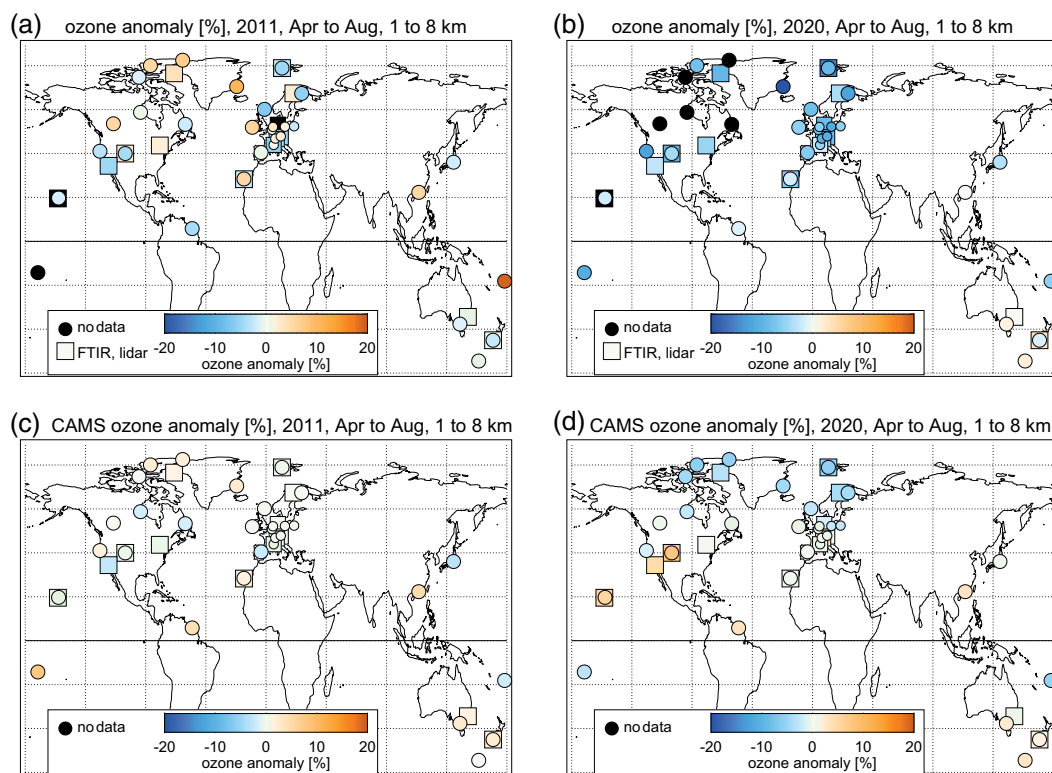 (a) ozone anomaly [%], 2011, Apr to Aug, 1 to 8 km
no data
FTIR, lidar
-20 -10 0 10 20
ozone anomaly [%]
(b) ozone anomaly [%], 2020, Apr to Aug, 1 to 8 km
no data
FTIR, lidar
-20 -10 0 10 20
ozone anomaly [%]
(c) CAMS ozone anomaly [%], 2011, Apr to Aug, 1 to 8 km
no data
-20 -10 0 10 20
ozone anomaly [%]
(d) CAMS ozone anomaly [%], 2020, Apr to Aug, 1 to 8 km
no data
-20 -10 0 10 20
ozone anomaly [%]